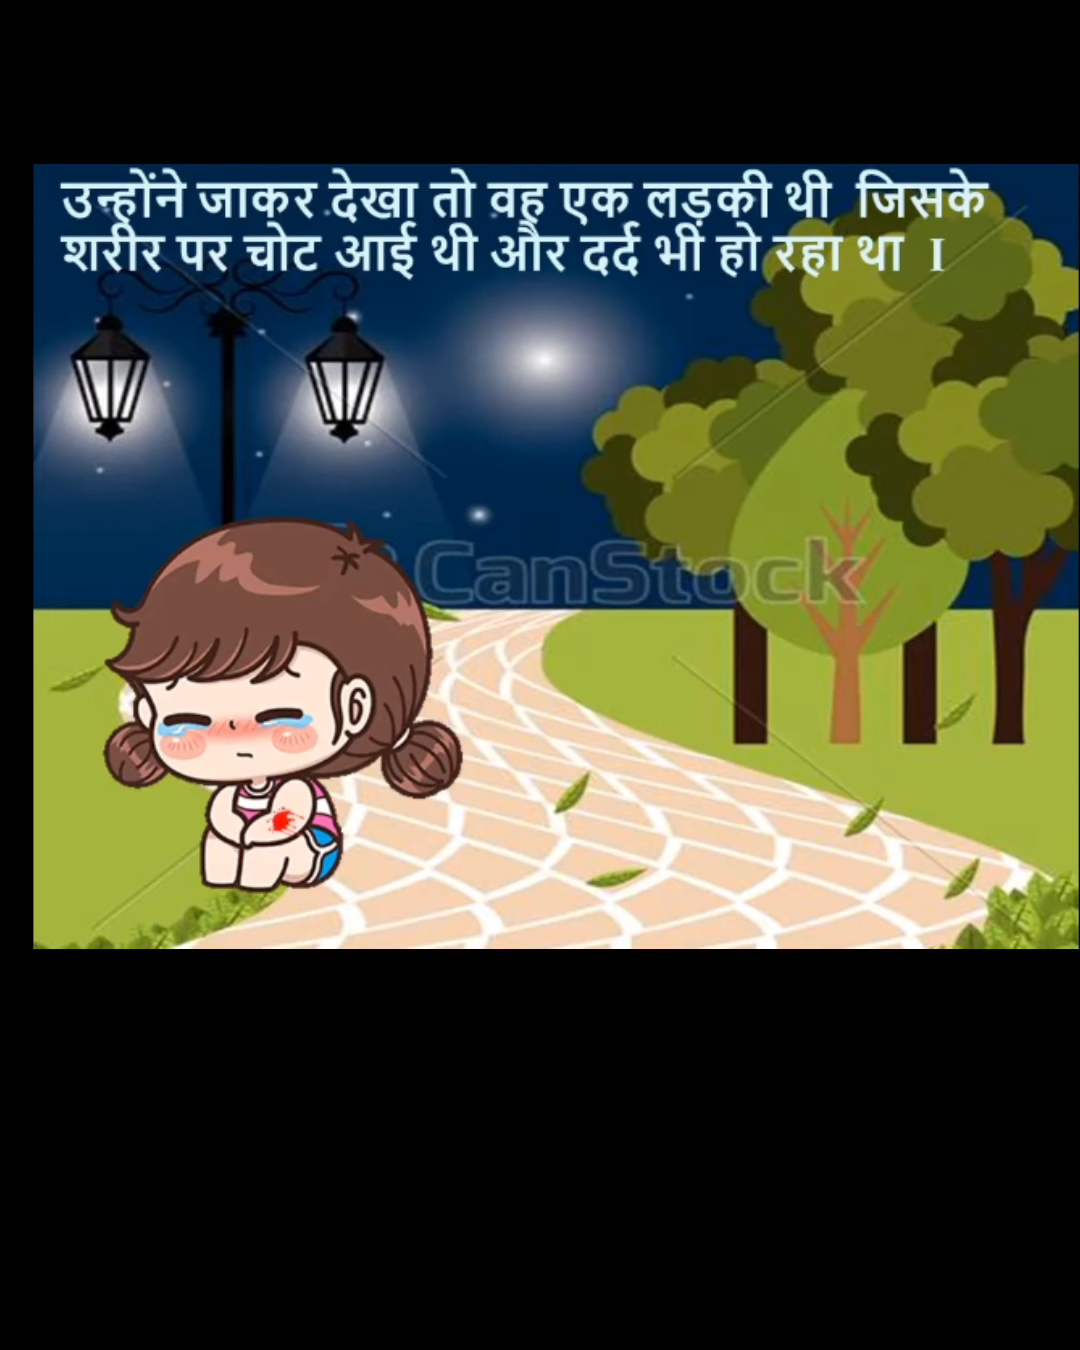 उन्होंने जाकर देखा तो वह एक लड़की थी जिसके
शरीर पर चोट आई थी और दर्द भी हो रहा था I
CanStock